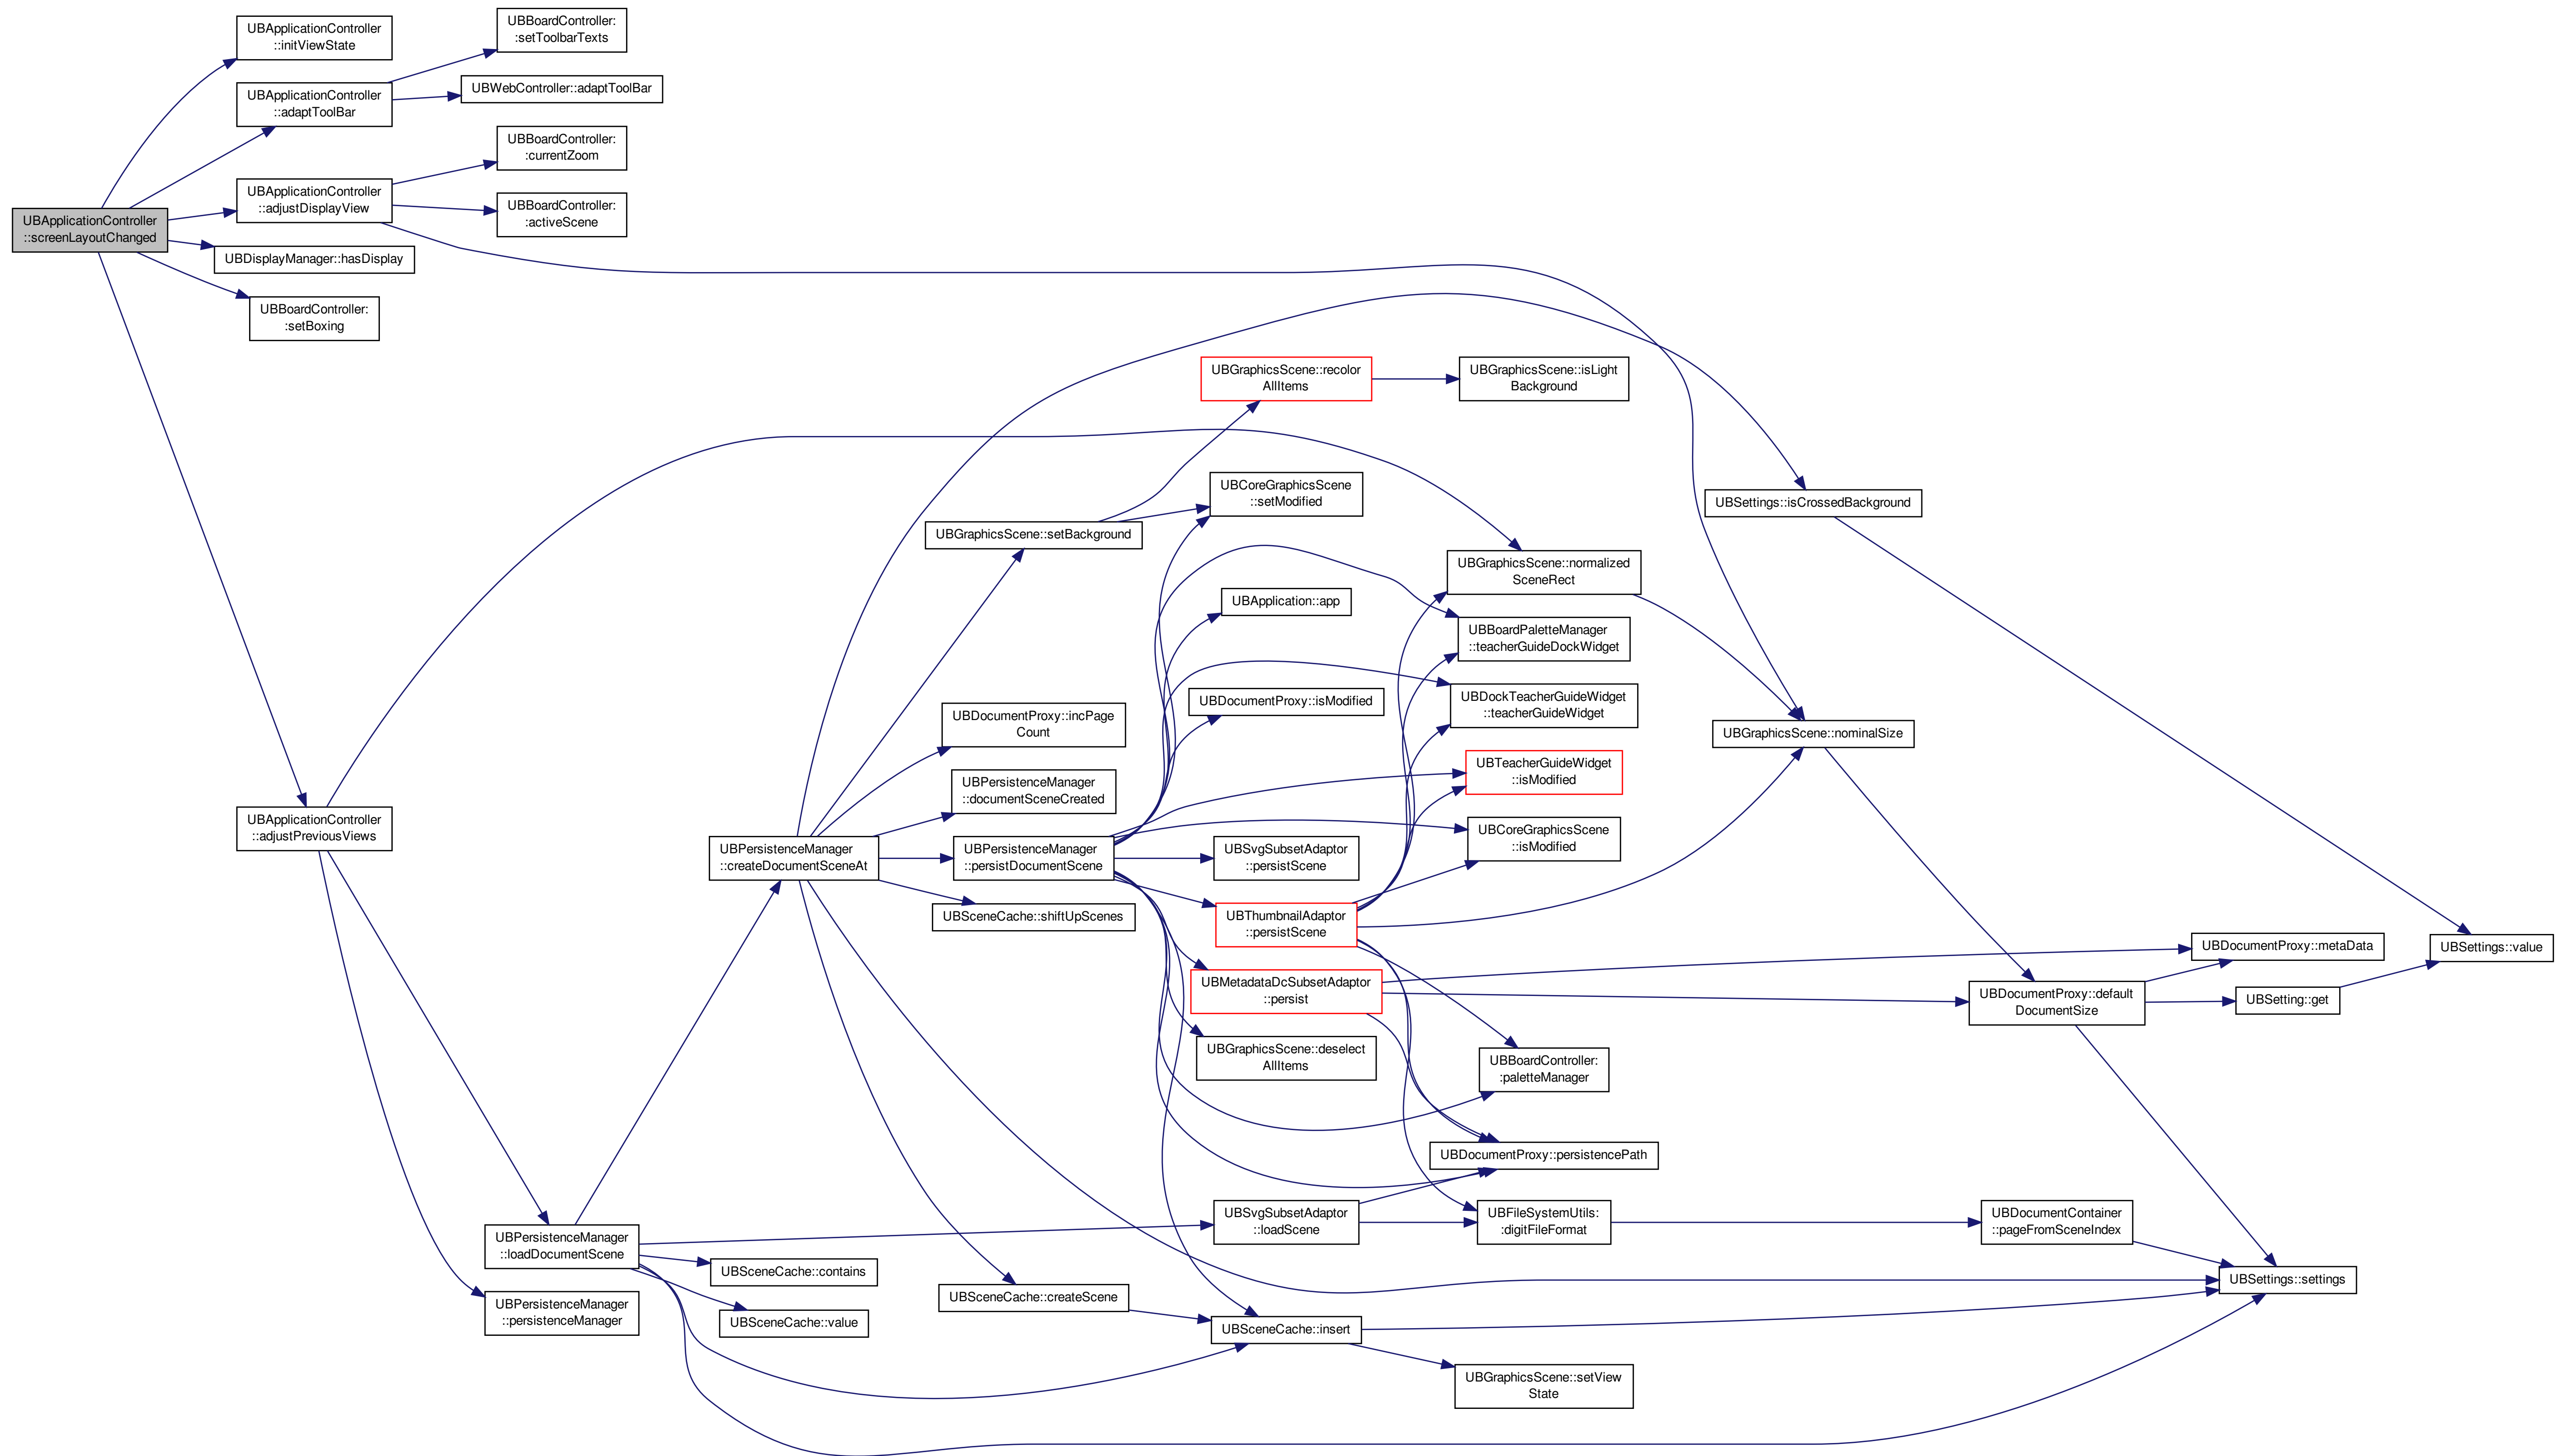 UBApplicationController
::screenLayoutChanged
UBApplicationController
::initViewState
UBApplicationController
::adaptToolBar
UBApplicationController
::adjustDisplayView
UBDisplayManager::hasDisplay
UBBoardController:
:setBoxing
UBApplicationController
::adjustPreviousViews
UBBoardController:
:setToolbarTexts
UBWebController::adaptToolBar
UBBoardController:
:currentZoom
UBBoardController:
:activeScene
UBPersistenceManager
::loadDocumentScene
UBPersistenceManager
::persistenceManager
UBPersistenceManager
::createDocumentSceneAt
UBSceneCache::contains
UBSceneCache::value
UBGraphicsScene::setBackground
UBDocumentProxy::incPage
Count
UBPersistenceManager
::documentSceneCreated
UBPersistenceManager
::persistDocumentScene
UBSceneCache::shiftUpScenes
UBSceneCache::createScene
UBGraphicsScene::recolor
AllItems
UBCoreGraphicsScene
::setModified
UBApplication::app
UBDocumentProxy::isModified
UBSvgSubsetAdaptor
::persistScene
UBThumbnailAdaptor
::persistScene
UBMetadataDcSubsetAdaptor
::persist
UBGraphicsScene::deselect
AllItems
UBSvgSubsetAdaptor
::loadScene
UBSceneCache::insert
UBGraphicsScene::isLight
Background
UBGraphicsScene::normalized
SceneRect
UBBoardPaletteManager
::teacherGuideDockWidget
UBDockTeacherGuideWidget
::teacherGuideWidget
UBTeacherGuideWidget
::isModified
UBCoreGraphicsScene
::isModified
UBBoardController:
:paletteManager
UBDocumentProxy::persistencePath
UBFileSystemUtils:
:digitFileFormat
UBGraphicsScene::setView
State
UBSettings::isCrossedBackground
UBGraphicsScene::nominalSize
UBDocumentProxy::default
DocumentSize
UBDocumentContainer
::pageFromSceneIndex
UBDocumentProxy::metaData
UBSetting::get
UBSettings::settings
UBSettings::value